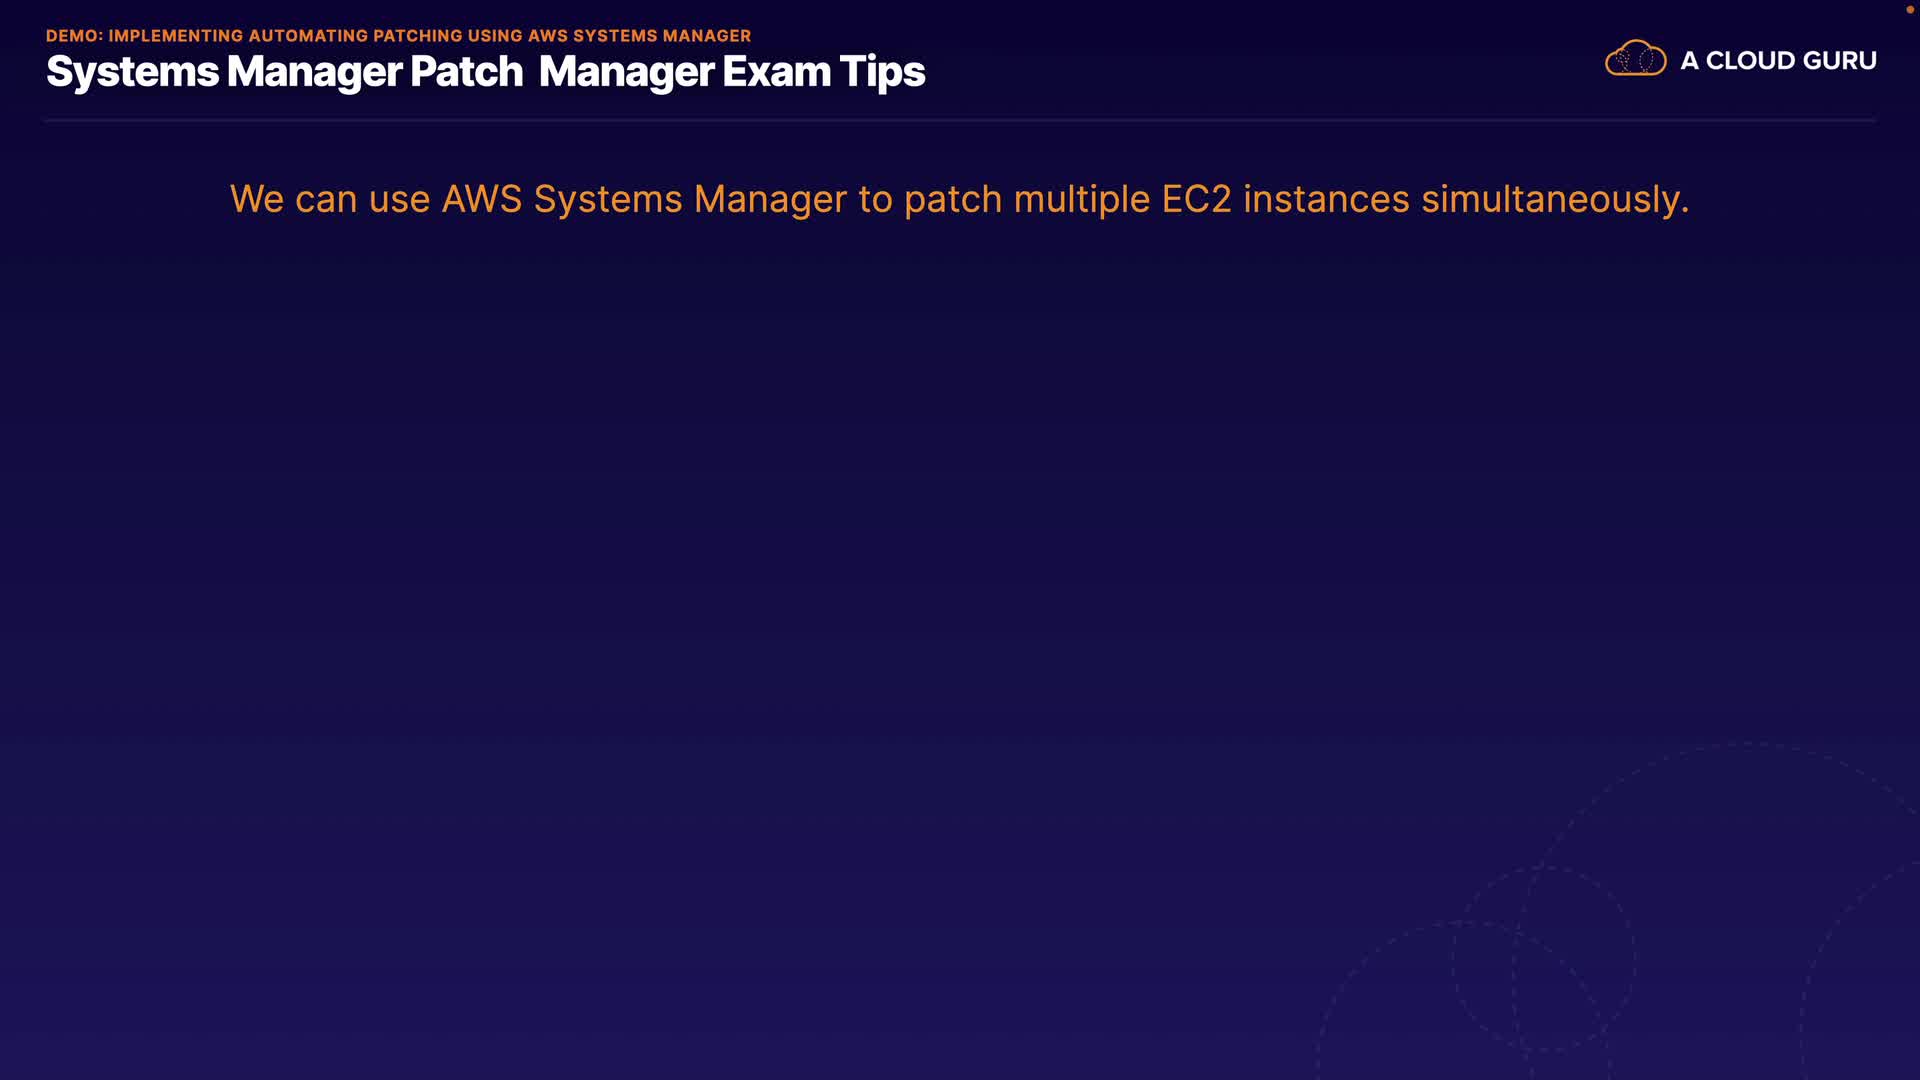 DEMO: IMPLEMENTING AUTOMATING PATCHING USING AWS SYSTEMS MANAGER
Systems Manager Patch  Manager Exam Tips
A CLOUD GURU
We can use AWS Systems Manager to patch multiple EC2 instances simultaneously.